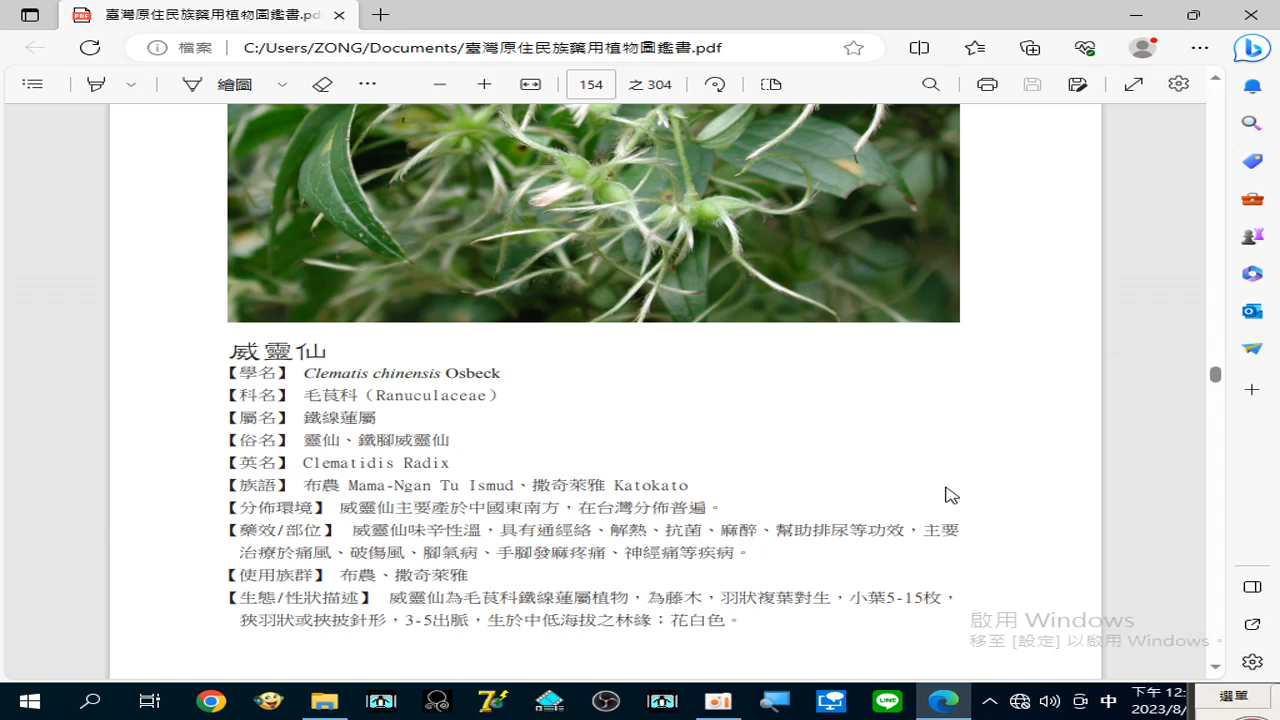 臺灣原住民族藥用植物圖鑑書.pd
檔案 C:/Users/ZONG/Documents/臺灣原住民族藥用植物圖鑑書.pdf
繪圖 154 之 304
威靈仙
【學名】 Clematis chinensis Osbeck
【科名】 毛茛科（Ranuculaceae）
【屬名】 鐵線蓮屬
【俗名】 靈仙、鐵腳威靈仙
【英名】 Clematidis Radix
【族語】 布農 Mama-Ngan Tu Ismud、撒奇萊雅 Katokato
【分佈環境】 威靈仙主要產於中國東南方，在台灣分佈普遍。
【藥效/部位】 威靈仙味辛性溫，具有通經絡、解熱、抗菌、麻醉、幫助排尿等功效，主要
治療於痛風、破傷風、腳氣病、手腳發麻疼痛、神經痛等疾病。
【使用族群】 布農、撒奇萊雅
【生態/性狀描述】 威靈仙為毛茛科鐵線蓮屬植物，為藤木，羽狀複葉對生，小葉5-15枚，
狹羽狀或挾披針形，3-5出脈，生於中低海拔之林緣；花白色。
啟用 Windows
移至 [設定] 以啟用 Windows。
中 下午 12:
2023/8/
選單